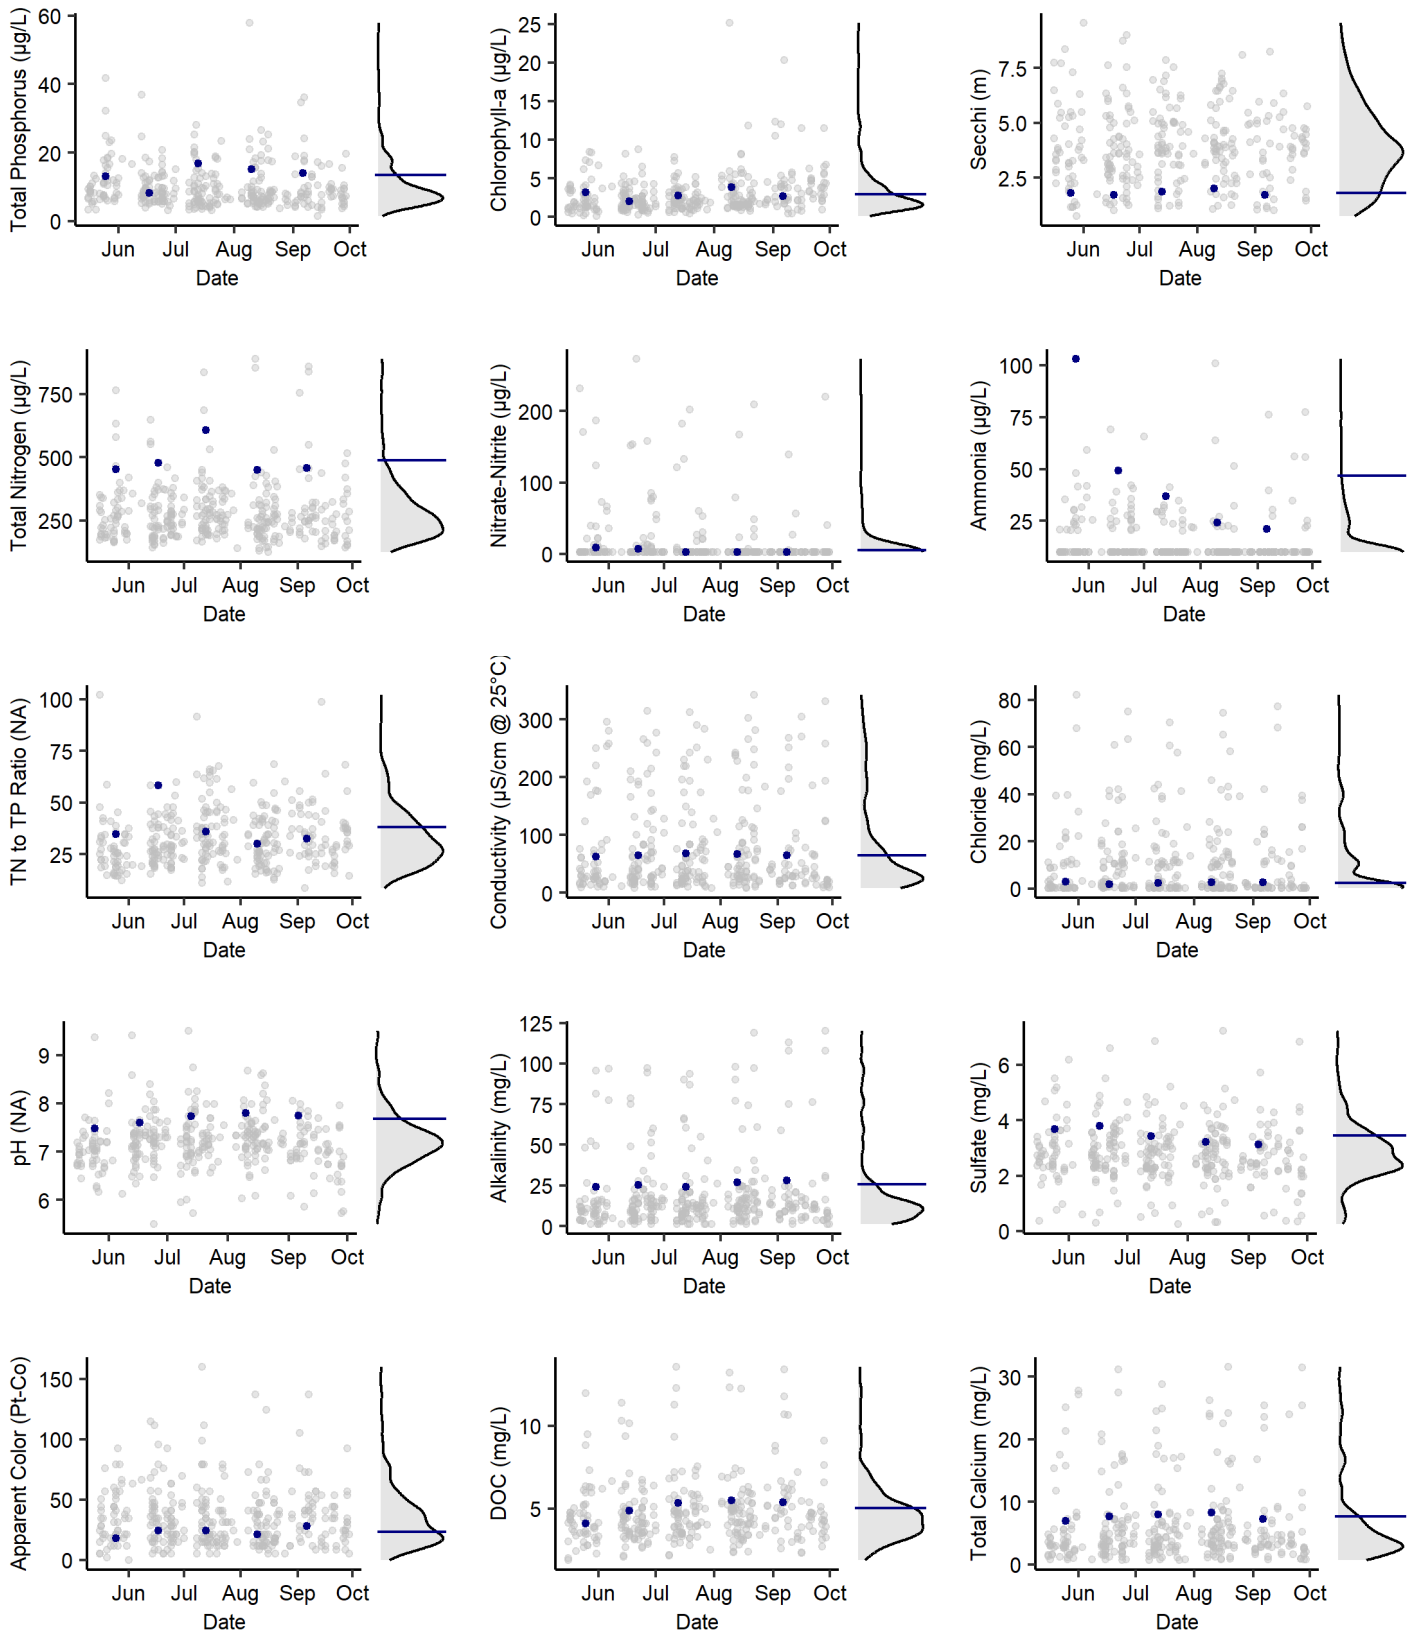 Total Phosphorus (µg/L)
60
40
20
0
Jun Jul Aug Sep Oct
Date
Chlorophyll-a (µg/L)
25
20
15
10
5
0
Jun Jul Aug Sep Oct
Date
Secchi (m)
7.5
5.0
2.5
Jun Jul Aug Sep Oct
Date
Total Nitrogen (µg/L)
750
500
250
Jun Jul Aug Sep Oct
Date
Nitrate-Nitrite (µg/L)
200
100
0
Jun Jul Aug Sep Oct
Date
Ammonia (µg/L)
100
75
50
25
Jun Jul Aug Sep Oct
Date
TN to TP Ratio (NA)
100
75
50
25
Jun Jul Aug Sep Oct
Date
Conductivity (µS/cm @ 25°C)
300
200
100
0
Jun Jul Aug Sep Oct
Date
Chloride (mg/L)
80
60
40
20
0
Jun Jul Aug Sep Oct
Date
pH (NA)
9
8
7
6
Jun Jul Aug Sep Oct
Date
Alkalinity (mg/L)
125
100
75
50
25
0
Jun Jul Aug Sep Oct
Date
Sulfate (mg/L)
6
4
2
0
Jun Jul Aug Sep Oct
Date
Apparent Color (Pt-Co)
150
100
50
0
Jun Jul Aug Sep Oct
Date
DOC (mg/L)
10
5
Jun Jul Aug Sep Oct
Date
Total Calcium (mg/L)
30
20
10
0
Jun Jul Aug Sep Oct
Date